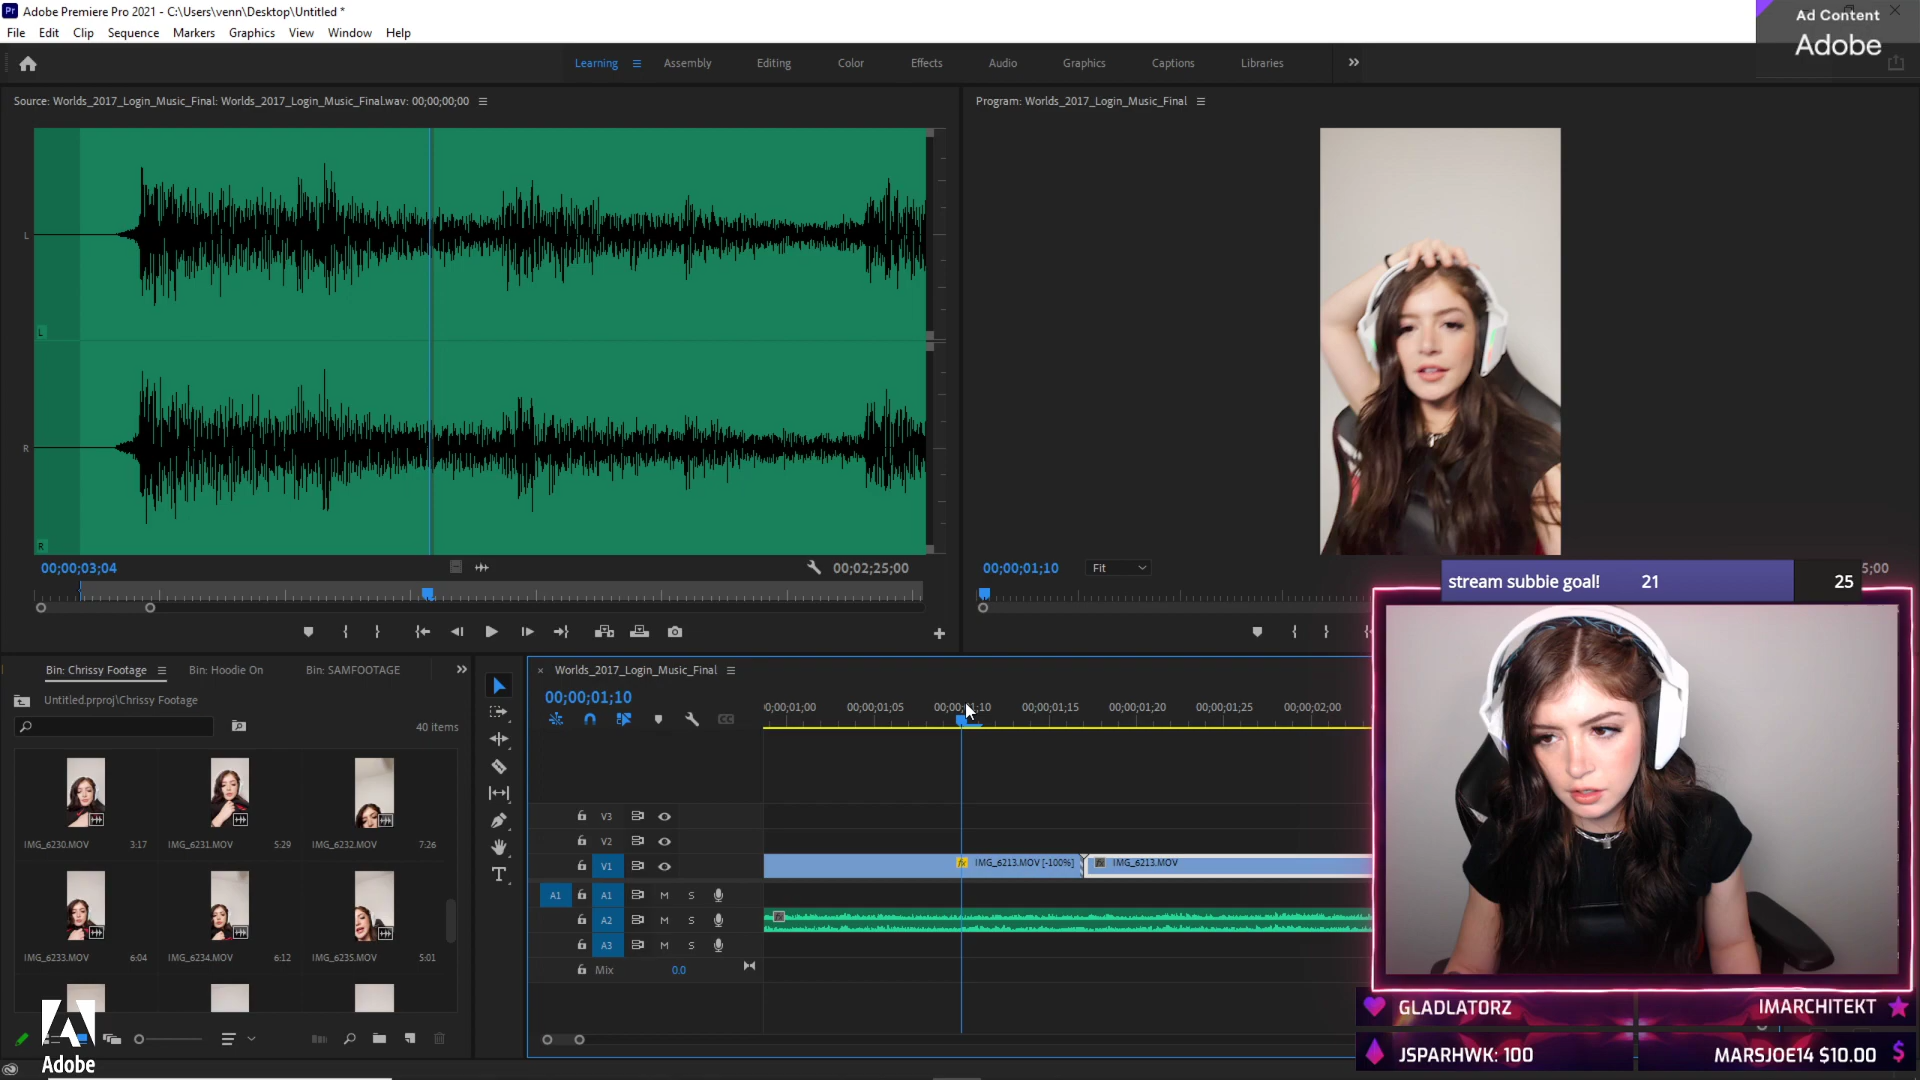 Pr Adobe Premiere Pro 2021 - C:\Users\venn\Desktop\Untitled *
File Edit Clip Sequence Markers Graphics View Window Help
Ad Content
Adobe
Learning Assembly Editing Color Effects Audio Graphics Captions Libraries
Source: Worlds_2017_Login_Music_Final: Worlds_2017_Login_Music_Final.wav: 00;00;00;00
Program: Worlds_2017_Login_Music_Final
L
L
R
R
00;00;03;04
00;02;25;00
00;00;01;10
Fit
5;00
stream subbie goal! 21 25
Bin: Chrissy Footage
Bin: Hoodie On
Bin: SAMFOOTAGE
Untitled.prproj\Chrissy Footage
40 items
IMG_6230.MOV 3:17
IMG_6231.MOV 5:29
IMG_6232.MOV 7:26
IMG_6233.MOV 6:04
IMG_6234.MOV 6:12
IMG_6235.MOV 5:01
Adobe
Worlds_2017_Login_Music_Final
00;00;01;10
00;00;01;05
00;00;01;15
00;00;01;20
00;00;01;25
00;00;02;00
V3
V2
V1
IMG_6213.MOV [-100%]
fx
IMG_6213.MOV
A1 A1 M S
A2 M S
A3 M S
Mix 0.0
GLADLATORZ
IMARCHITEKT
JSPARHWK: 100
MARSJOE14 $10.00